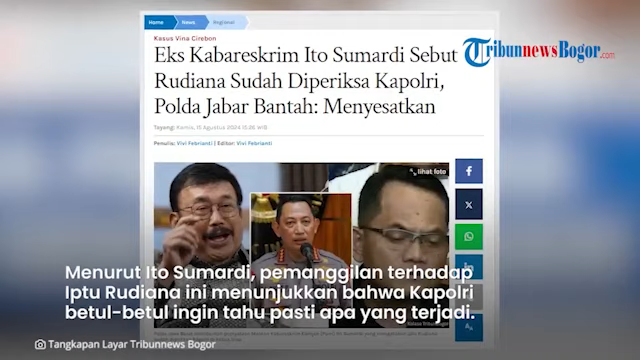 Home
News
Regional
Kasus Vina Cirebon
Eks Kabareskrim Ito Sumardi Sebut
Rudiana Sudah Diperiksa Kapolri,
Polda Jabar Bantah: Menyesatkan
TribunnewsBogor.com
Tayang: Kamis, 15 Agustus 2024 15:26 WIB
Penulis: Vivi Febrianti | Editor: Vivi Febrianti
lihat foto
Menurut Ito Sumardi, pemanggilan terhadap
Iptu Rudiana ini menunjukkan bahwa Kapolri
betul-betul ingin tahu pasti apa yang terjadi.
Tangkapan Layar Tribunnews Bogor